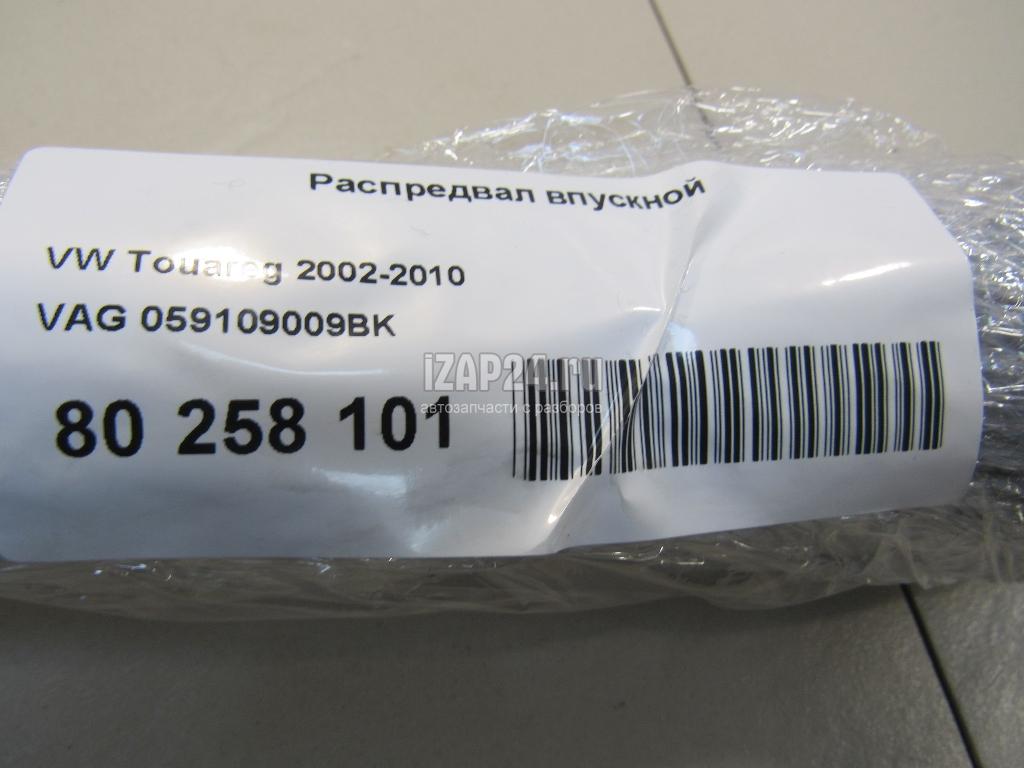 Распредвал впускной
VW Touareg 2002-2010
VAG 059109009BK
iZAP24.ru
автозапчасти с разборов
80 258 101